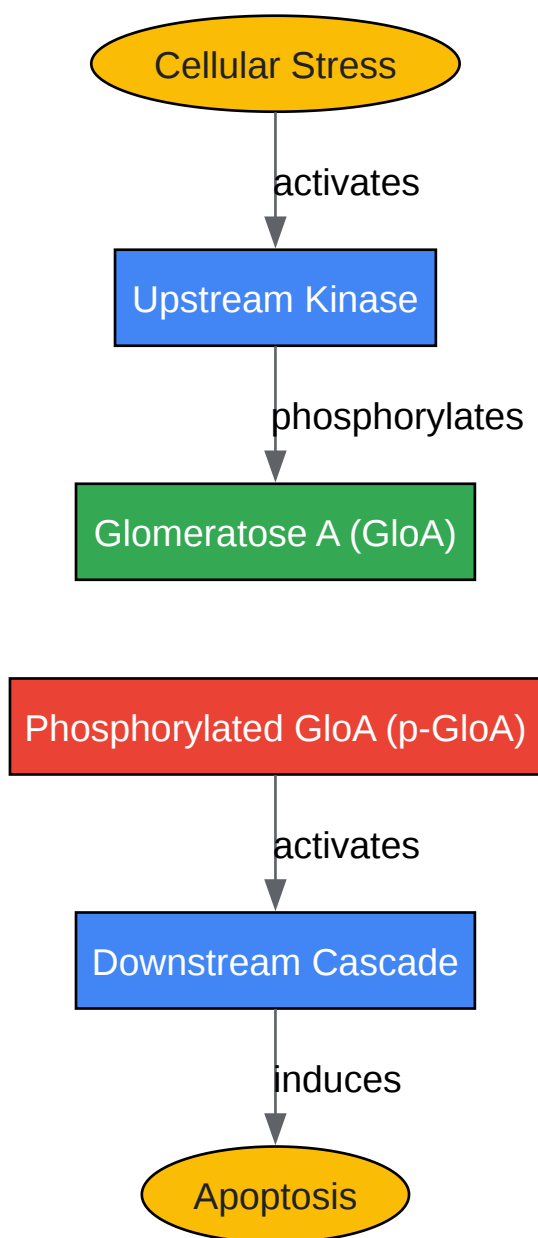 Cellular Stress
activates
Upstream Kinase
phosphorylates
Glomeratose A (GloA)
Phosphorylated GloA (p-GloA)
activates
Downstream Cascade
induces
Apoptosis